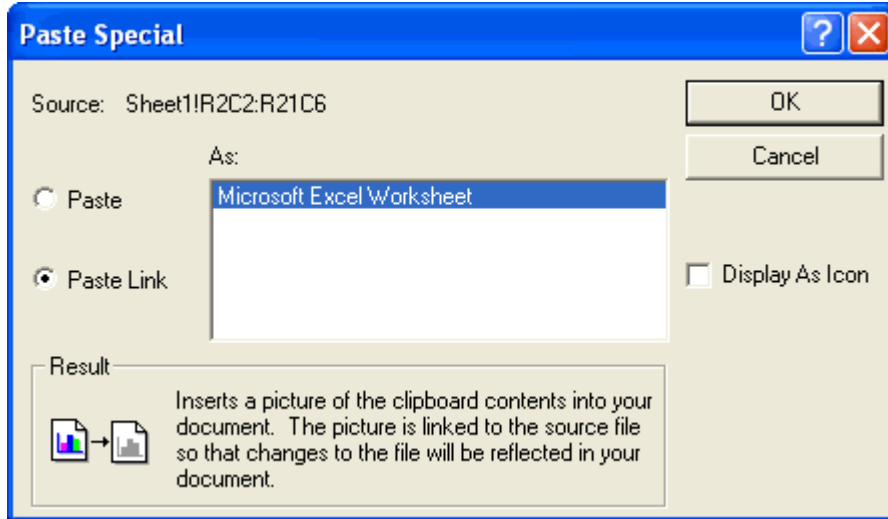 Paste Special
Source: Sheet1!R2C2:R21C6
OK
As:
Cancel
Paste
Microsoft Excel Worksheet
Paste Link
Display As Icon
Result
Inserts a picture of the clipboard contents into your
document. The picture is linked to the source file
so that changes to the file will be reflected in your
document.